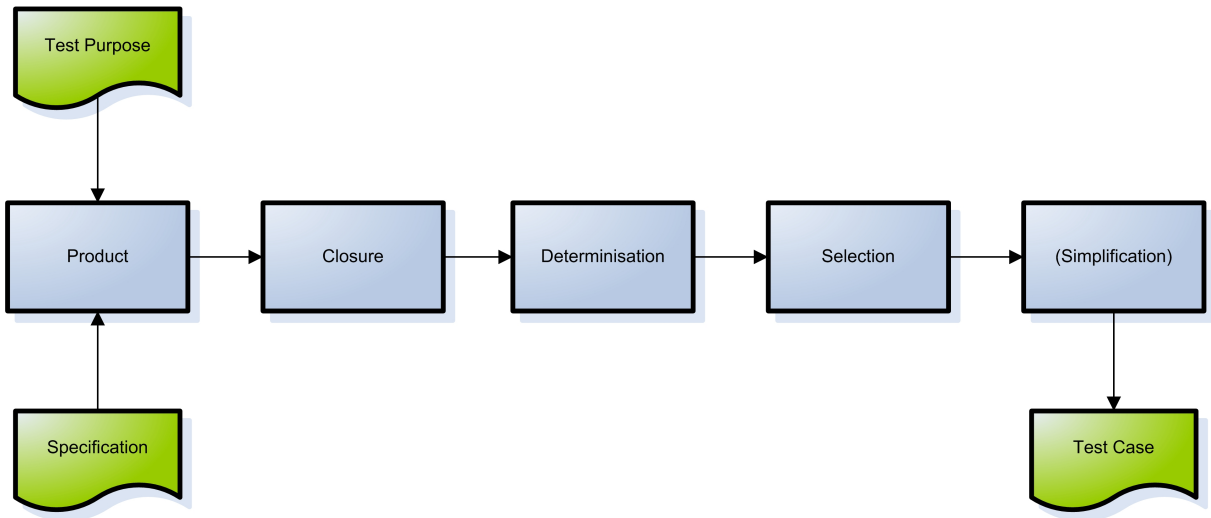 Test Purpose
Product
Closure
Determinisation
Selection
(Simplification)
Specification
Test Case